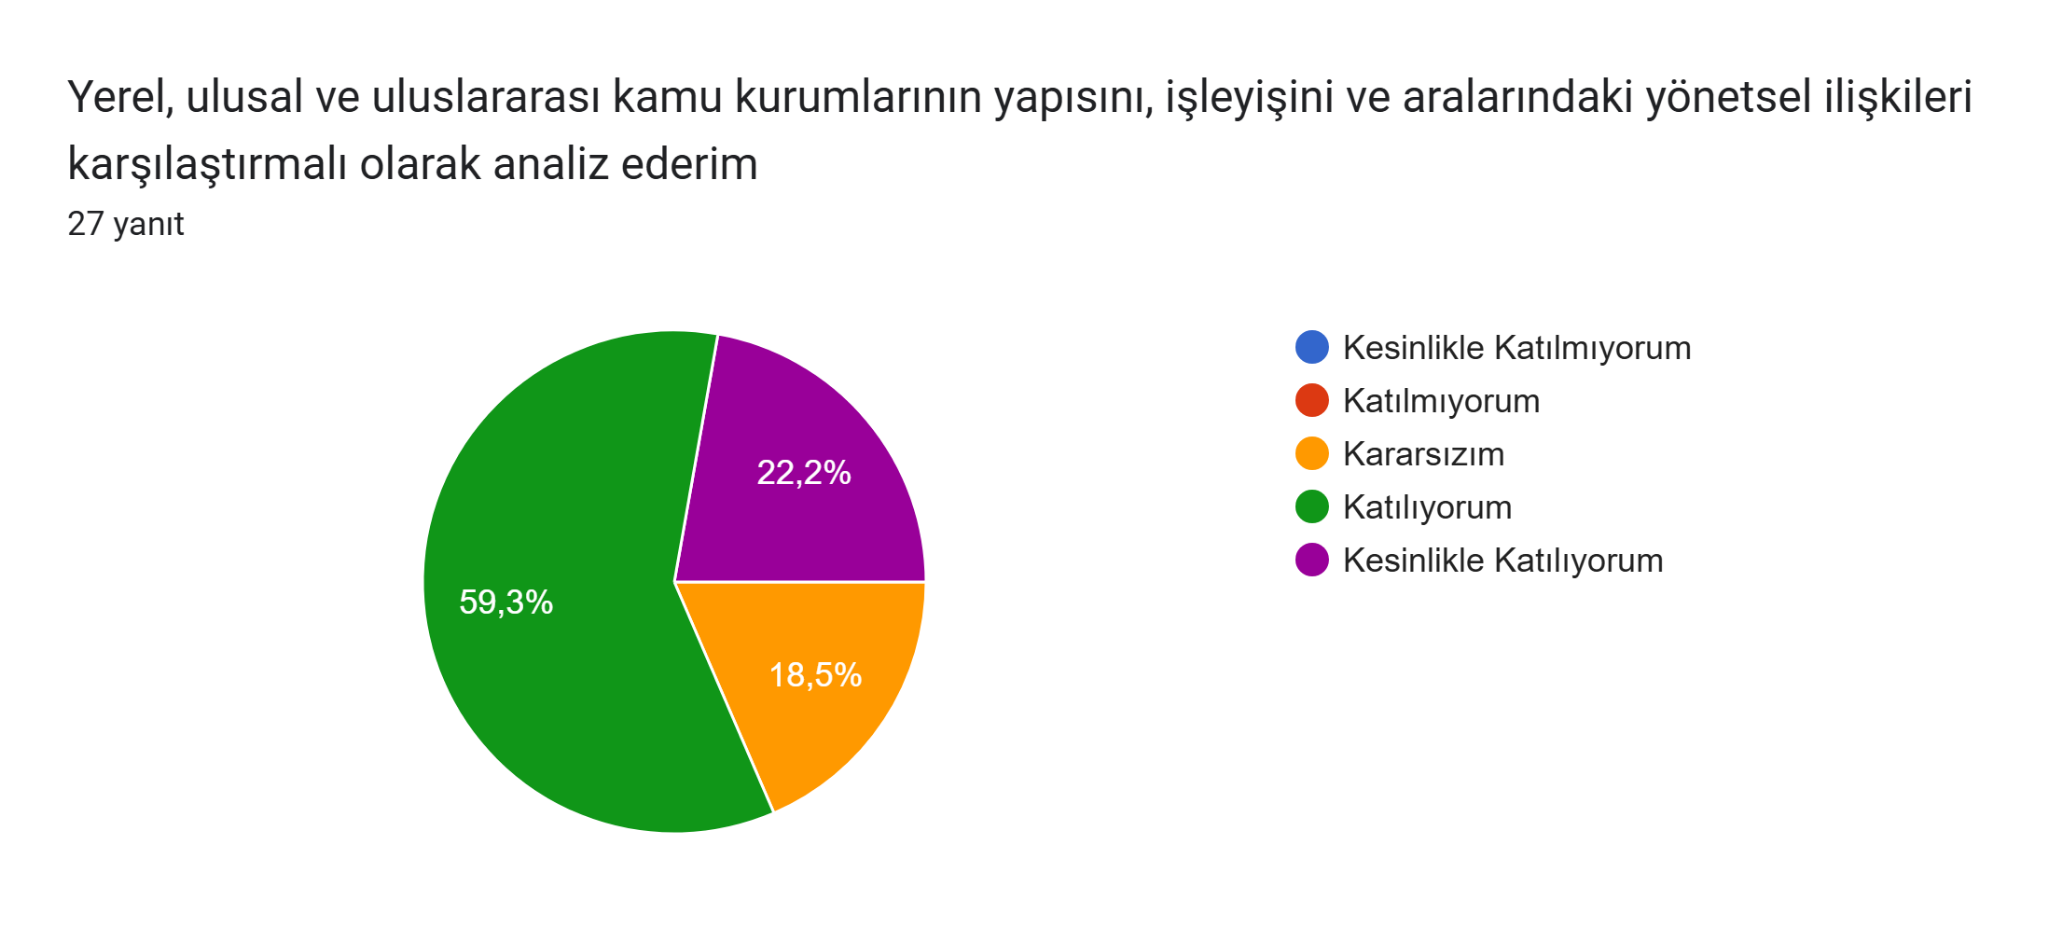 Yerel, ulusal ve uluslararası kamu kurumlarının yapısını, işleyişini ve aralarındaki yönetsel ilişkileri
karşılaştırmalı olarak analiz ederim
27 yanıt
Kesinlikle Katılmıyorum
Katılmıyorum
Kararsızım
Katılıyorum
Kesinlikle Katılıyorum
22,2%
59,3%
18,5%